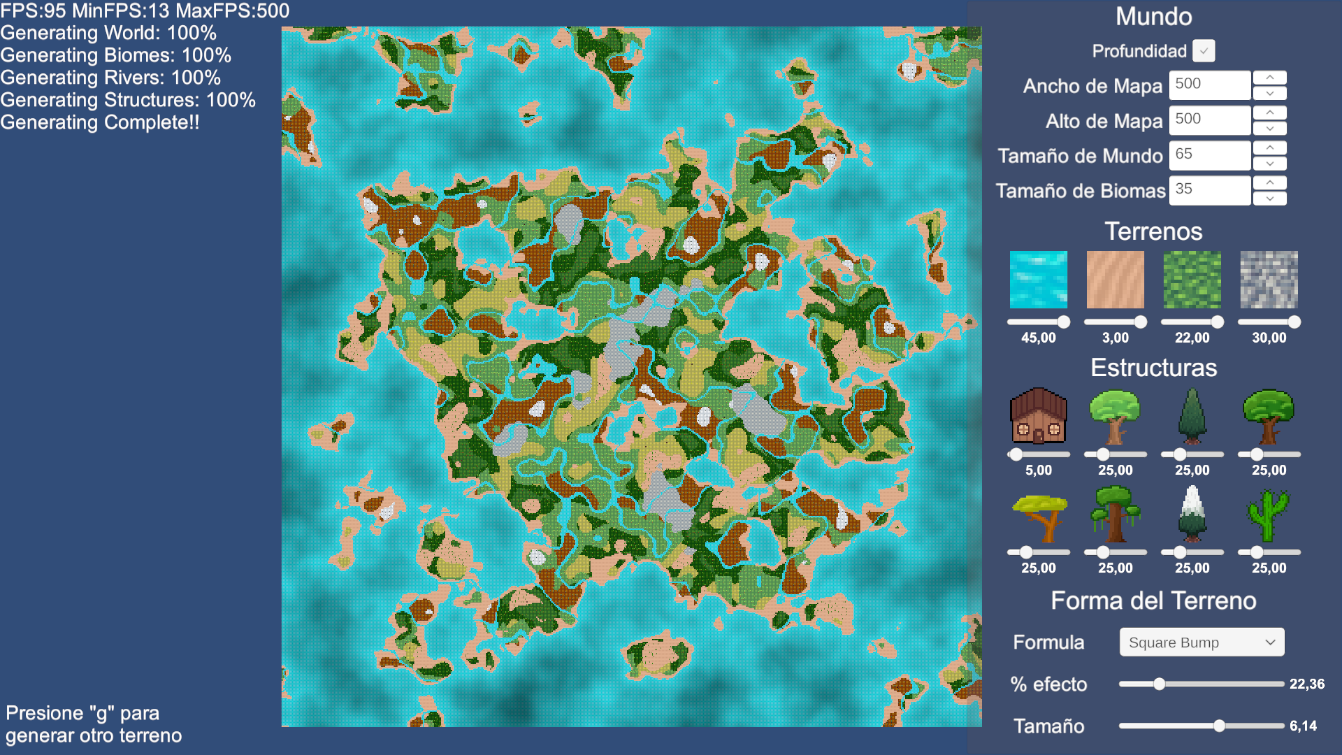 FPS:95 MinFPS:13 MaxFPS:500
Generating World: 100%
Generating Biomes: 100%
Generating Rivers: 100%
Generating Structures: 100%
Generating Complete!!
Presione "g" para
generar otro terreno
Mundo
Profundidad
Ancho de Mapa 500
Alto de Mapa 500
Tamaño de Mundo 65
Tamaño de Biomas 35
Terrenos
45,00 3,00 22,00 30,00
Estructuras
5,00 25,00 25,00 25,00
25,00 25,00 25,00 25,00
Forma del Terreno
Formula Square Bump
% efecto 22,36
Tamaño 6,14